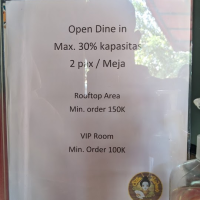 Open Dine in
Max. 30% kapasitas
2 pax / Meja
Rooftop Area
Min. order 150K
VIP Room
Min. Order 100K